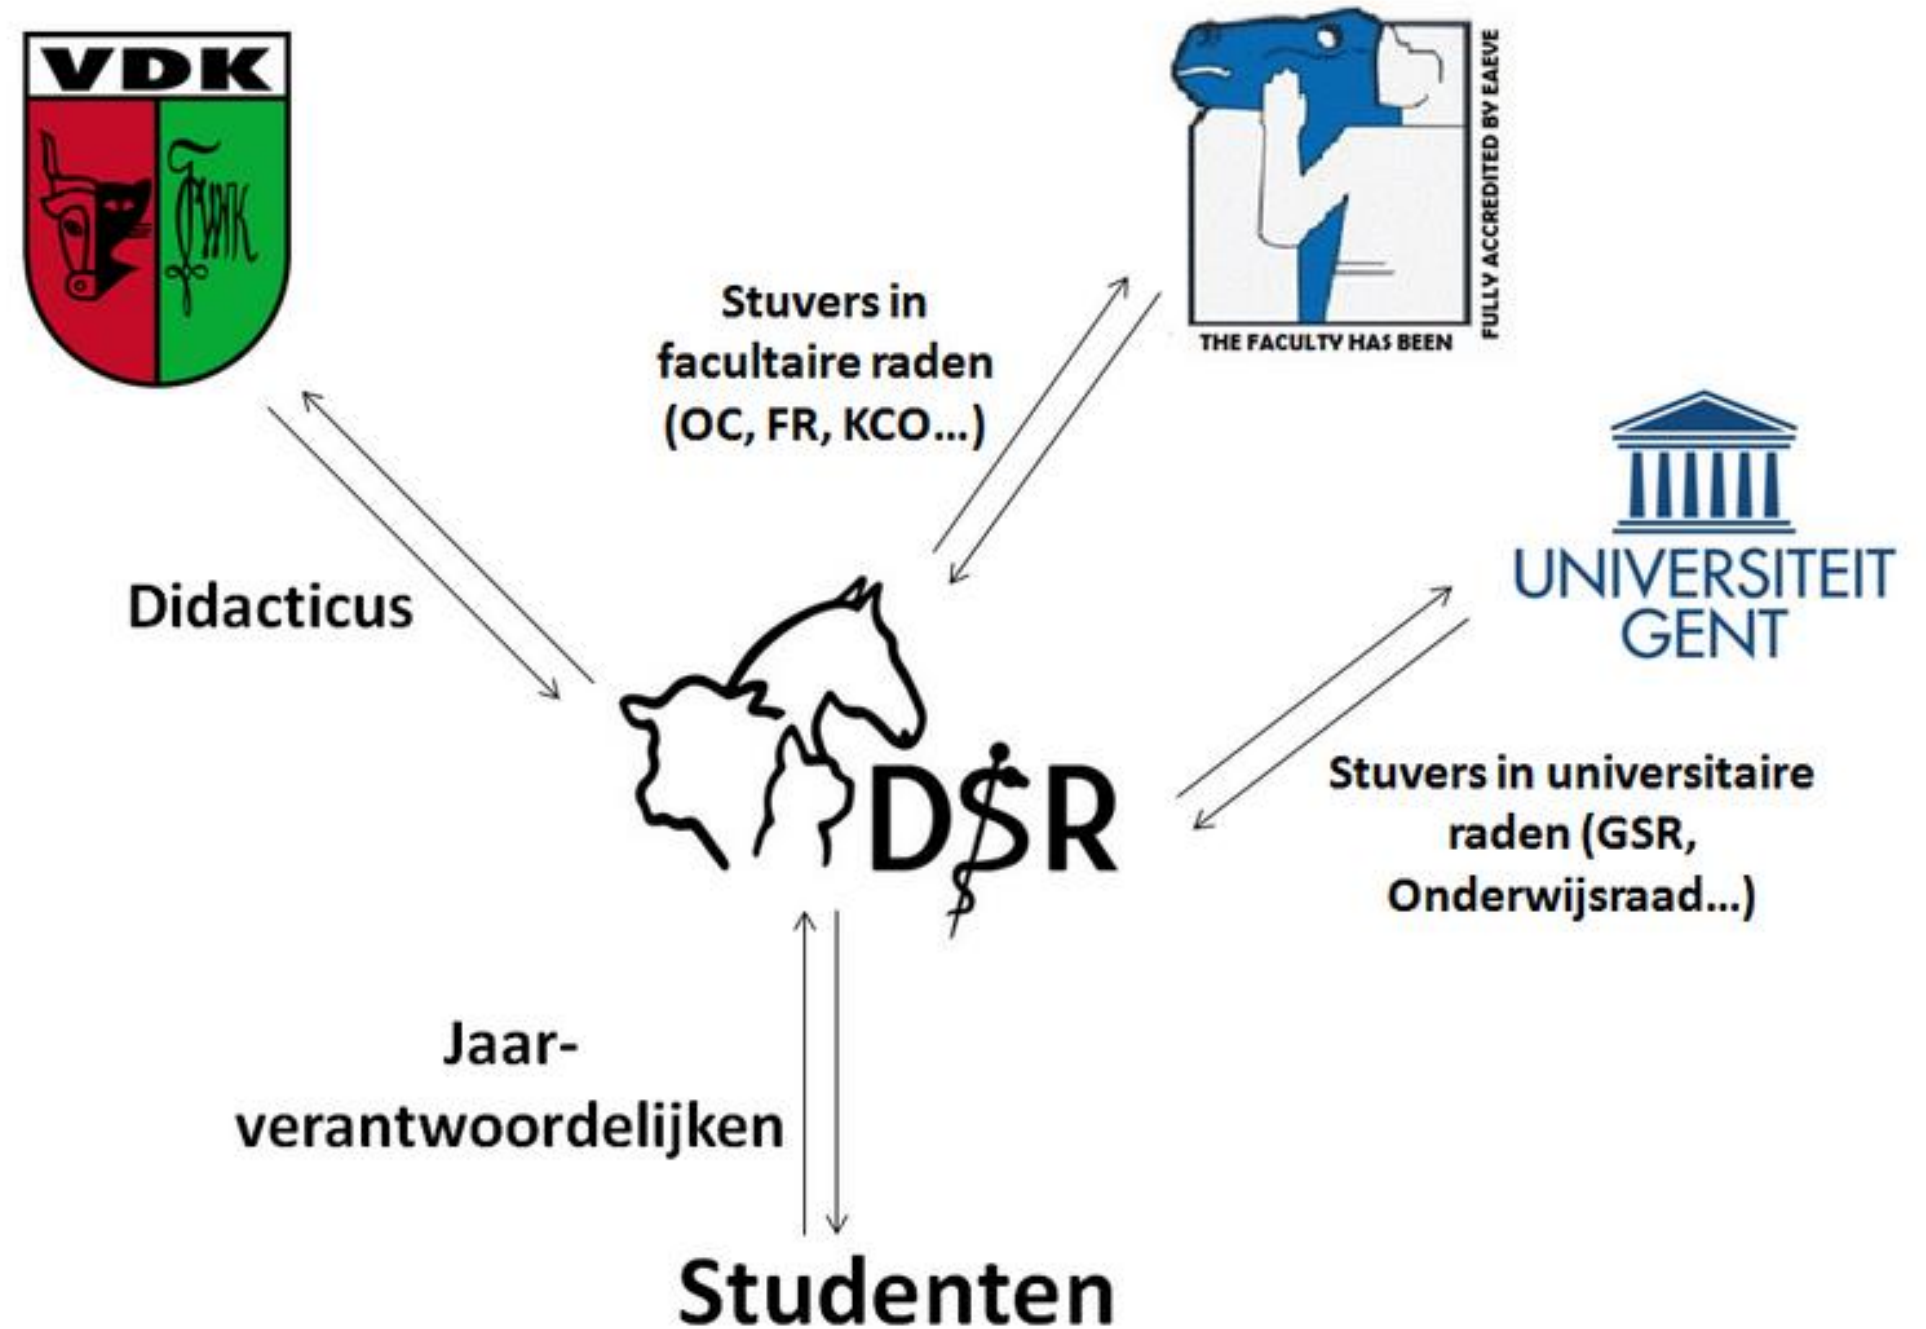 VDK
THE FACULTY HAS BEEN
FULLY ACCREDITED BY EAEVE
Stuvers in
facultaire raden
(OC, FR, KCO...)
UNIVERSITEIT
GENT
Didacticus
DSR
Stuvers in universitaire
raden (GSR,
Onderwijsraad...)
Jaar-
verantwoordelijken
Studenten